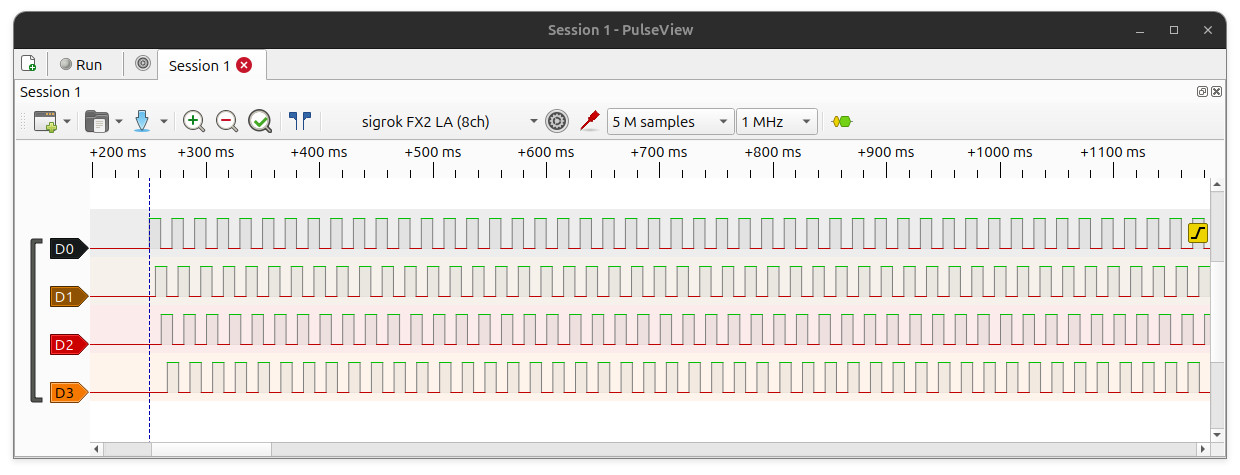 Session 1 - PulseView
Run
Session 1
Session 1
sigrok FX2 LA (8ch) 5 M samples 1 MHz
+200 ms +300 ms +400 ms +500 ms +600 ms +700 ms +800 ms +900 ms +1000 ms +1100 ms
D0
D1
D2
D3